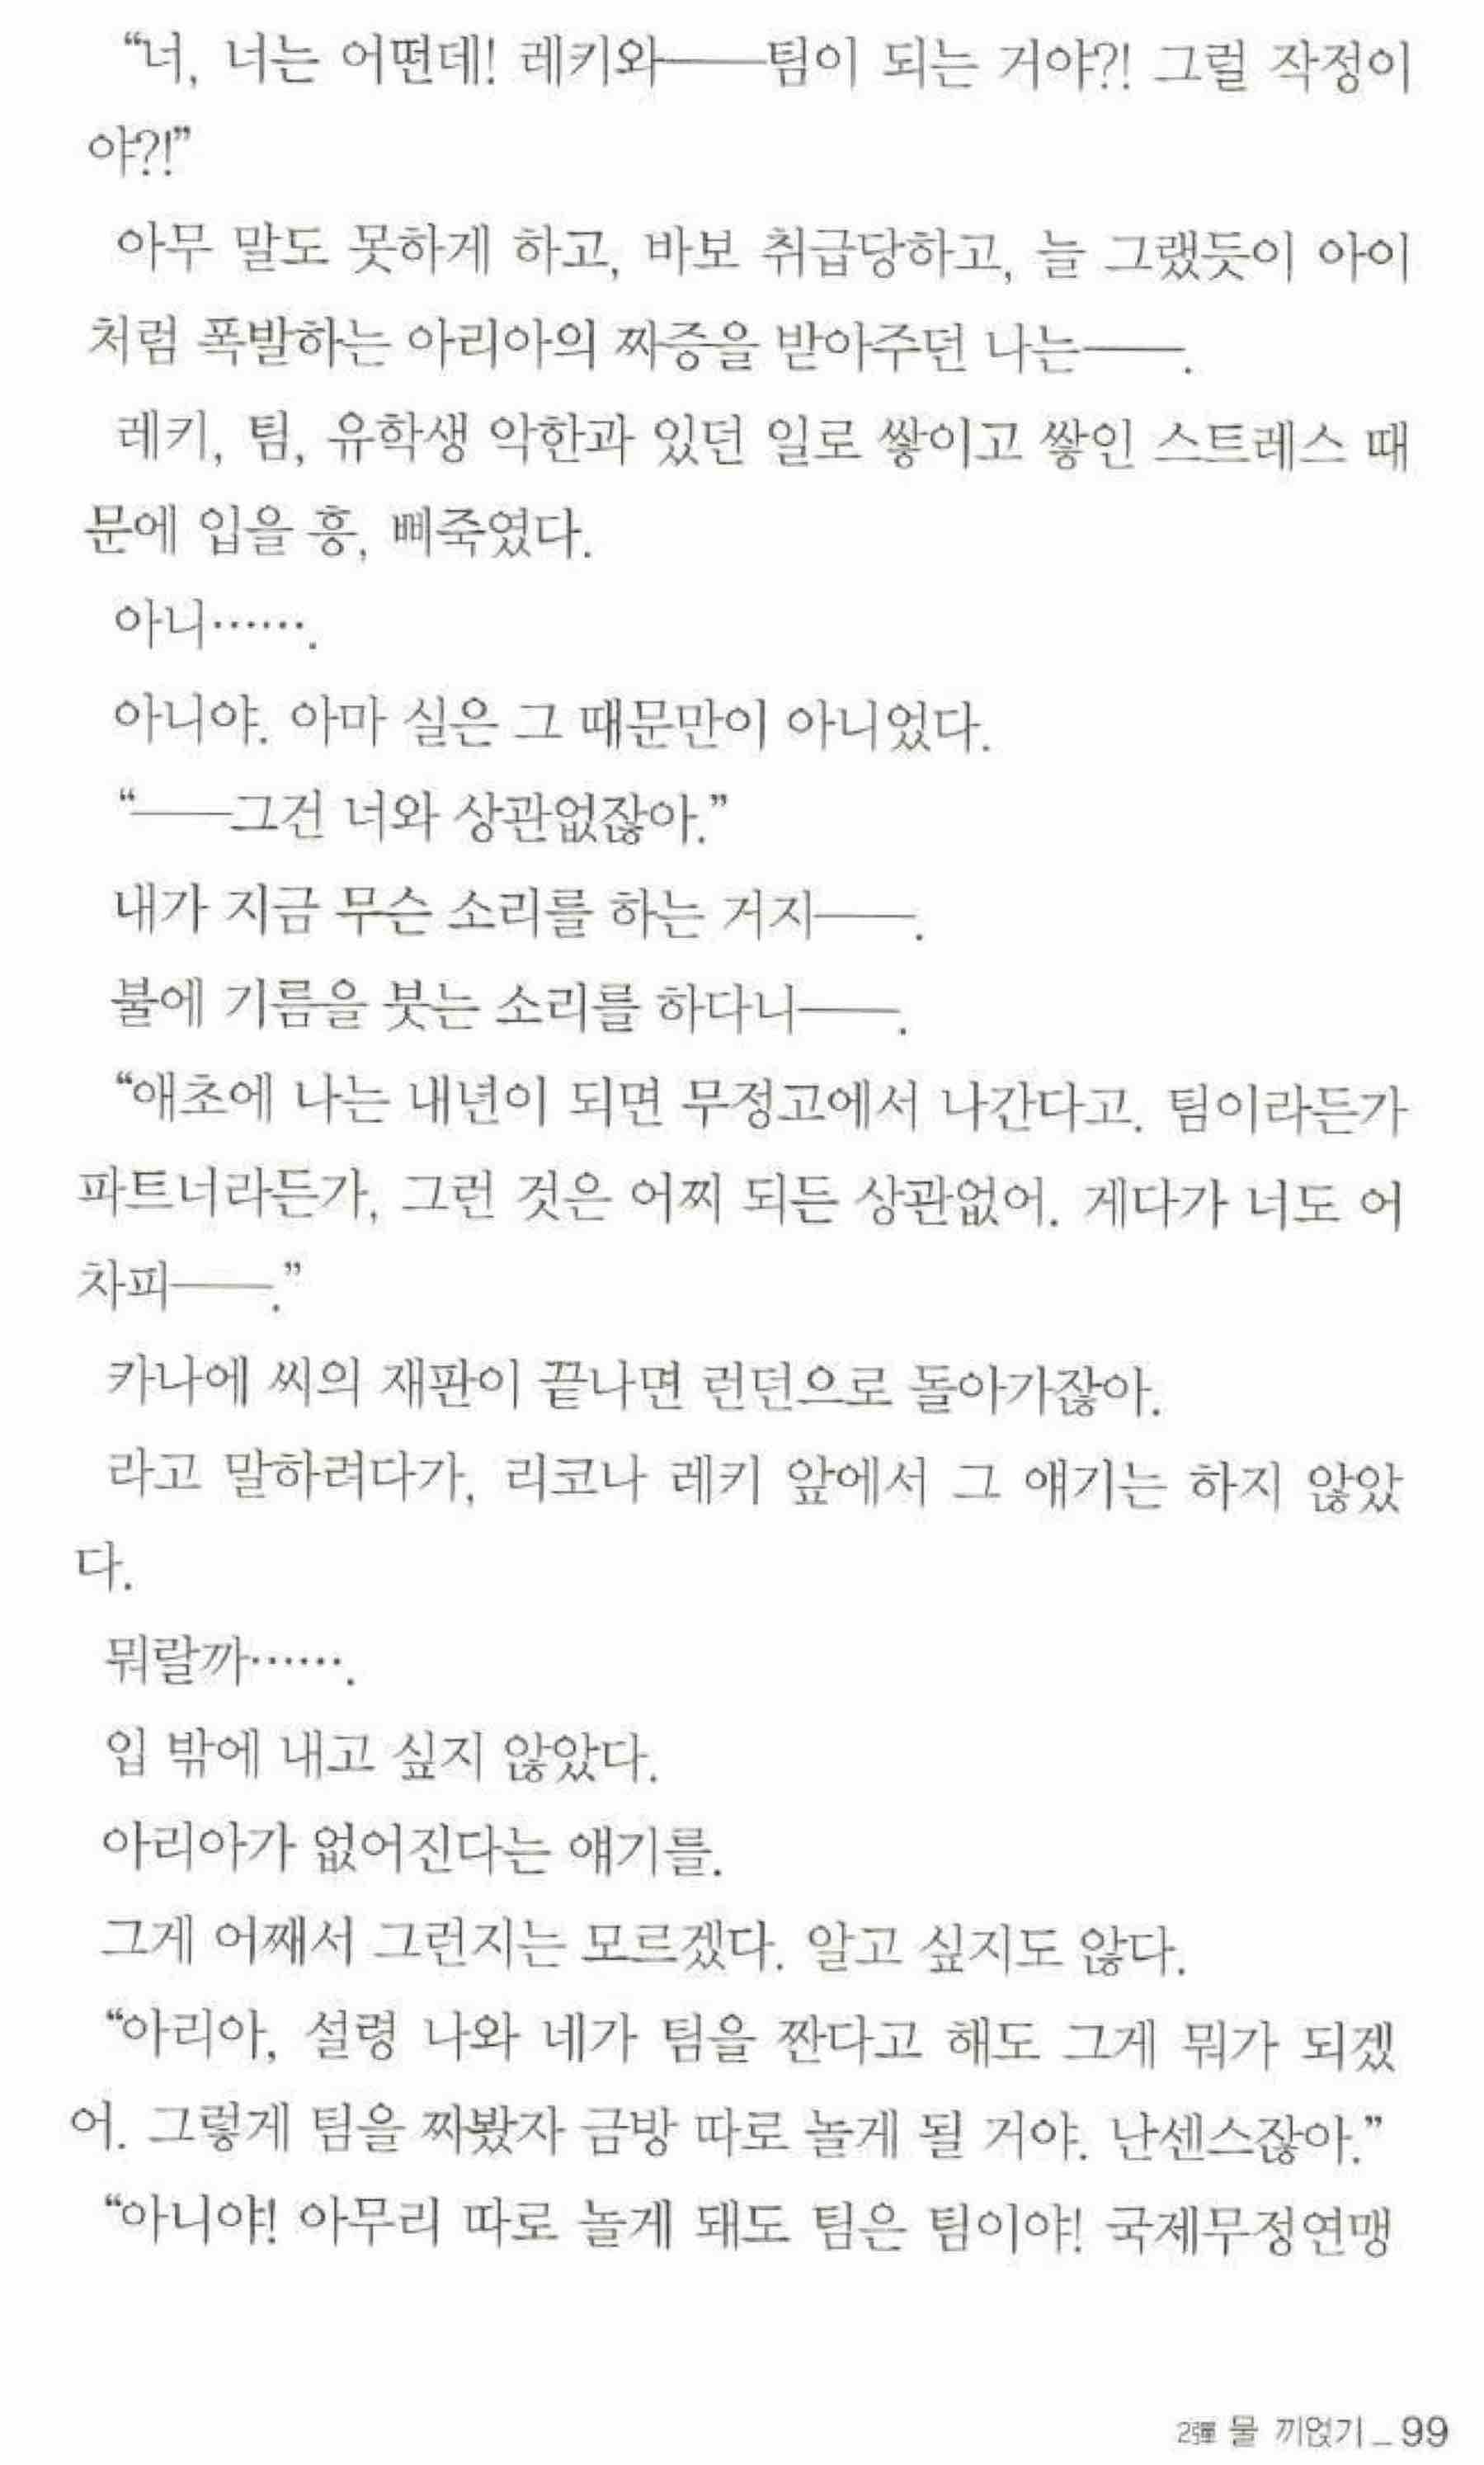 “너, 너는 어떤데! 레키와――팀이 되는 거야?! 그럴 작정이
야?!”
아무 말도 못하게 하고, 바보 취급당하고, 늘 그랬듯이 아이
처럼 폭발하는 아리아의 짜증을 받아주던 나는――.
레키, 팀, 유학생 악한과 있던 일로 쌓이고 쌓인 스트레스 때
문에 입을 흥, 삐죽였다.
아니…….
아니야. 아마 실은 그 때문만이 아니었다.
“――그건 너와 상관없잖아.”
내가 지금 무슨 소리를 하는 거지――.
불에 기름을 붓는 소리를 하다니――.
“애초에 나는 내년이 되면 무정고에서 나간다고. 팀이라든가
파트너라든가, 그런 것은 어찌 되든 상관없어. 게다가 너도 어
차피――.”
카나에 씨의 재판이 끝나면 런던으로 돌아가잖아.
라고 말하려다가, 리코나 레키 앞에서 그 얘기는 하지 않았
다.
뭐랄까…….
입 밖에 내고 싶지 않았다.
아리아가 없어진다는 얘기를.
그게 어째서 그런지는 모르겠다. 알고 싶지도 않다.
“아리아, 설령 나와 네가 팀을 짠다고 해도 그게 뭐가 되겠
어. 그렇게 팀을 짜봤자 금방 따로 놀게 될 거야. 난센스잖아.”
“아니야! 아무리 따로 놀게 돼도 팀은 팀이야! 국제무정연맹
2彈 물 끼얹기_99